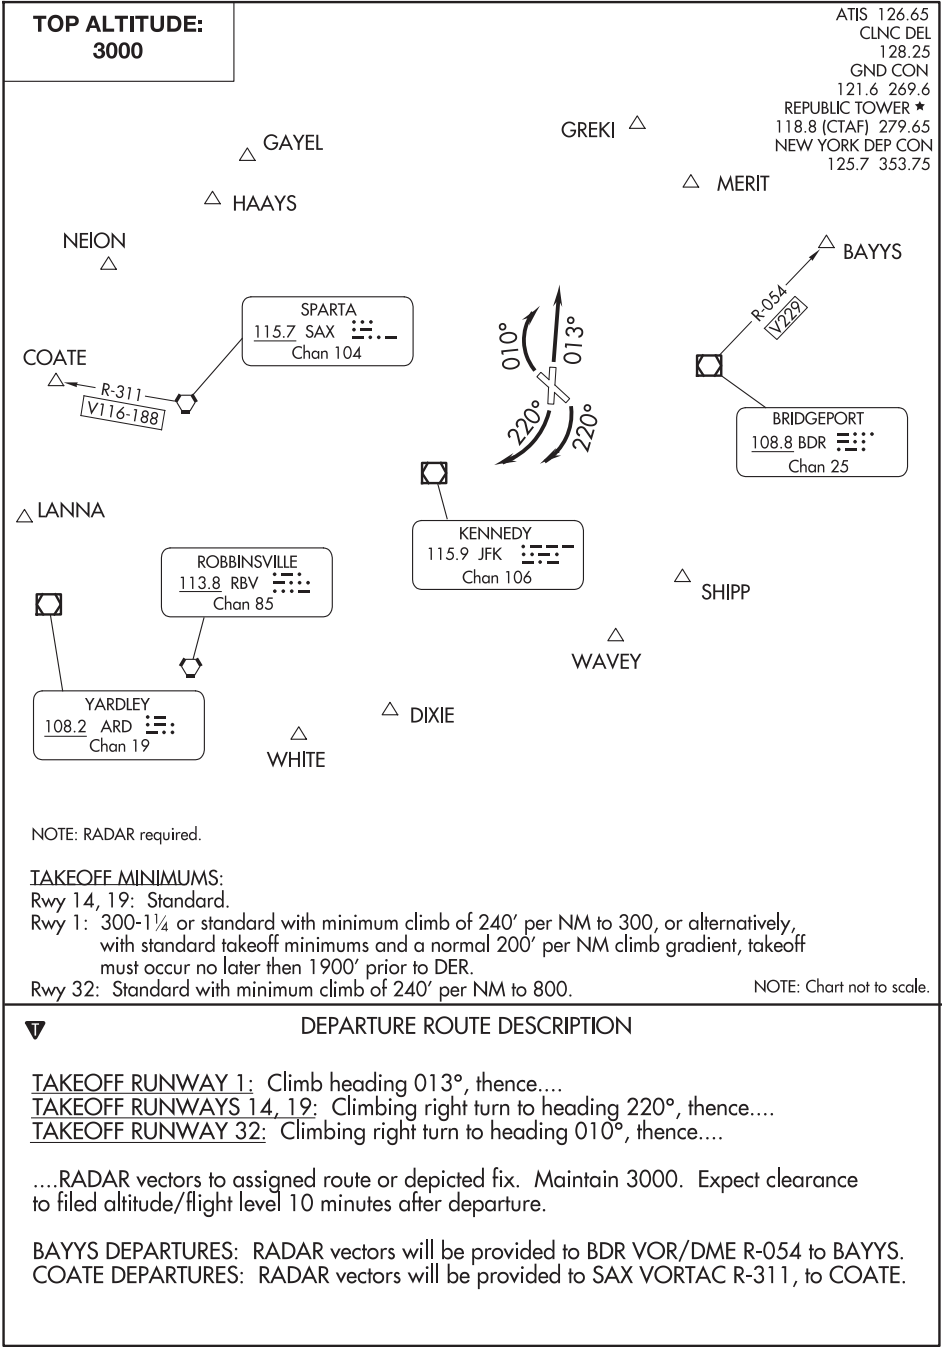 TOP ALTITUDE:
3000
ATIS 126.65
CLNC DEL
128.25
GND CON
121.6 269.6
REPUBLIC TOWER ★
118.8 (CTAF) 279.65
NEW YORK DEP CON
125.7 353.75
GREKI
GAYEL
MERIT
HAAYS
NEION
BAYYS
R-054
V229
SPARTA
115.7 SAX
Chan 104
010°
013°
COATE
R-311
V116-188
220°
220°
BRIDGEPORT
108.8 BDR
Chan 25
LANNA
KENNEDY
115.9 JFK
Chan 106
ROBBINSVILLE
113.8 RBV
Chan 85
SHIPP
WAVEY
YARDLEY
108.2 ARD
Chan 19
DIXIE
WHITE
NOTE: RADAR required.
TAKEOFF MINIMUMS:
Rwy 14, 19: Standard.
Rwy 1: 300-1¼ or standard with minimum climb of 240' per NM to 300, or alternatively,
with standard takeoff minimums and a normal 200' per NM climb gradient, takeoff
must occur no later then 1900' prior to DER.
Rwy 32: Standard with minimum climb of 240' per NM to 800.
NOTE: Chart not to scale.
T
DEPARTURE ROUTE DESCRIPTION
TAKEOFF RUNWAY 1: Climb heading 013°, thence....
TAKEOFF RUNWAYS 14, 19: Climbing right turn to heading 220°, thence....
TAKEOFF RUNWAY 32: Climbing right turn to heading 010°, thence....
....RADAR vectors to assigned route or depicted fix. Maintain 3000. Expect clearance
to filed altitude/flight level 10 minutes after departure.
BAYYS DEPARTURES: RADAR vectors will be provided to BDR VOR/DME R-054 to BAYYS.
COATE DEPARTURES: RADAR vectors will be provided to SAX VORTAC R-311, to COATE.